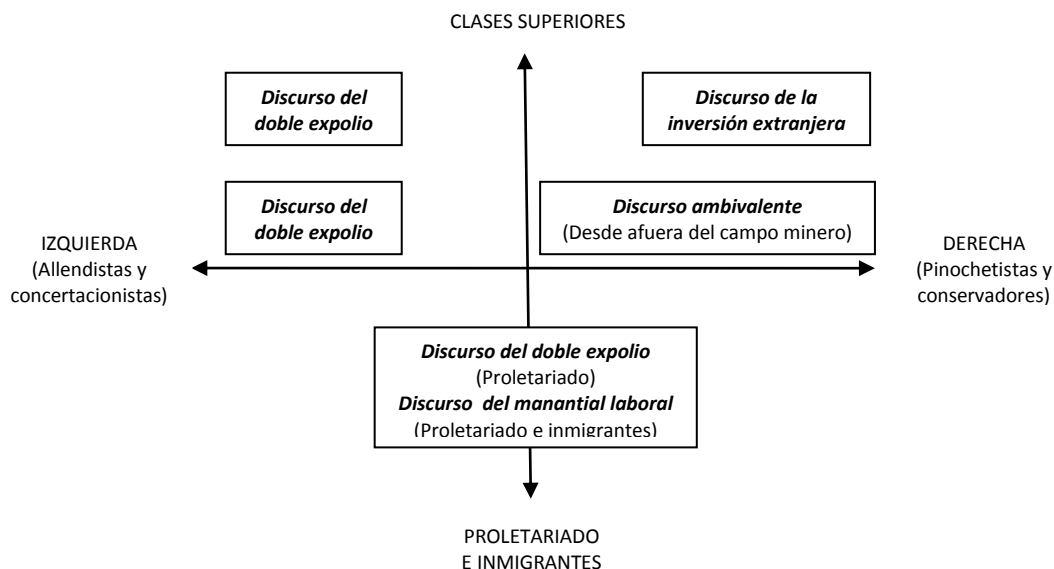 CLASES SUPERIORES
Discurso del
doble expolio
Discurso de la
inversión extranjera
Discurso del
doble expolio
Discurso ambivalente
(Desde afuera del campo minero)
IZQUIERDA
(Allendistas y
concertacionistas)
DERECHA
(Pinochetistas y
conservadores)
Discurso del doble expolio
(Proletariado)
Discurso del manantial laboral
(Proletariado e inmigrantes)
PROLETARIADO
E INMIGRANTES